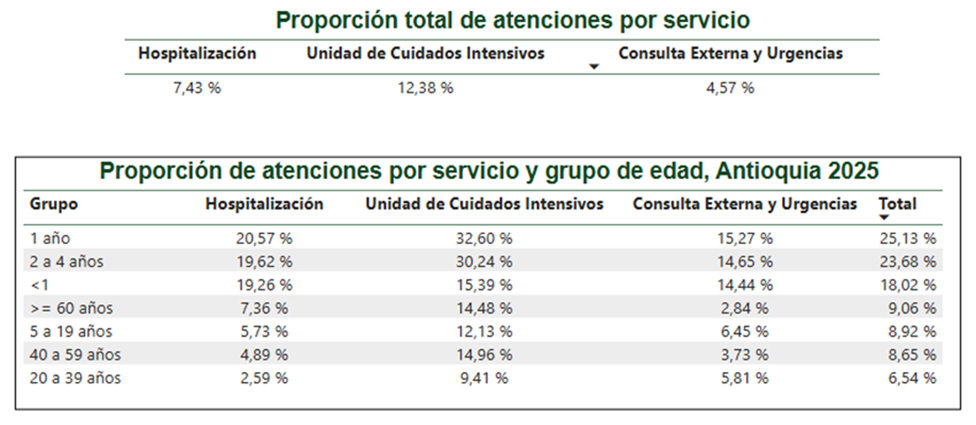 Proporción total de atenciones por servicio
Hospitalización Unidad de Cuidados Intensivos Consulta Externa y Urgencias
7,43 % 12,38 % 4,57 %
Proporción de atenciones por servicio y grupo de edad, Antioquia 2025
Grupo Hospitalización Unidad de Cuidados Intensivos Consulta Externa y Urgencias Total
1 año 20,57 % 32,60 % 15,27 % 25,13 %
2 a 4 años 19,62 % 30,24 % 14,65 % 23,68 %
<1 19,26 % 15,39 % 14,44 % 18,02 %
>= 60 años 7,36 % 14,48 % 2,84 % 9,06 %
5 a 19 años 5,73 % 12,13 % 6,45 % 8,92 %
40 a 59 años 4,89 % 14,96 % 3,73 % 8,65 %
20 a 39 años 2,59 % 9,41 % 5,81 % 6,54 %